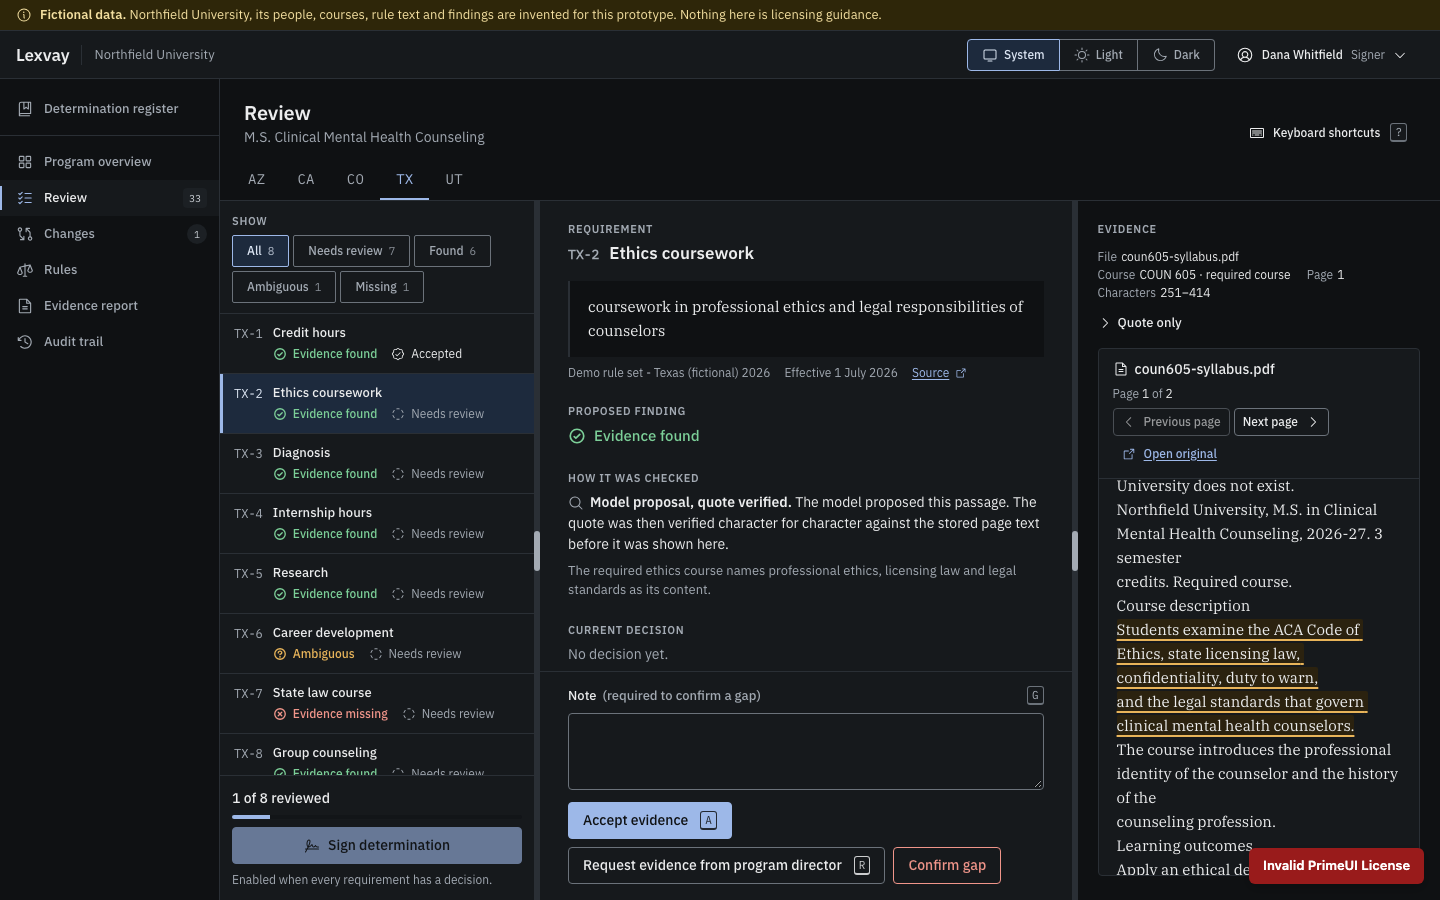 Fictional data. Northfield University, its people, courses, rule text and findings are invented for this prototype. Nothing here is licensing guidance.
Lexvay
Northfield University
System
Light
Dark
Dana Whitfield Signer
Determination register
Program overview
Review 33
Changes 1
Rules
Evidence report
Audit trail
Review
M.S. Clinical Mental Health Counseling
Keyboard shortcuts ?
AZ CA CO TX UT
SHOW
All 8
Needs review 7
Found 6
Ambiguous 1
Missing 1
TX-1 Credit hours
Evidence found Accepted
TX-2 Ethics coursework
Evidence found Needs review
TX-3 Diagnosis
Evidence found Needs review
TX-4 Internship hours
Evidence found Needs review
TX-5 Research
Evidence found Needs review
TX-6 Career development
Ambiguous Needs review
TX-7 State law course
Evidence missing Needs review
TX-8 Group counseling
Evidence found Needs review
1 of 8 reviewed
Sign determination
Enabled when every requirement has a decision.
REQUIREMENT
TX-2 Ethics coursework
coursework in professional ethics and legal responsibilities of
counselors
Demo rule set - Texas (fictional) 2026 Effective 1 July 2026 Source
PROPOSED FINDING
Evidence found
HOW IT WAS CHECKED
Model proposal, quote verified. The model proposed this passage. The
quote was then verified character for character against the stored page text
before it was shown here.
The required ethics course names professional ethics, licensing law and legal
standards as its content.
CURRENT DECISION
No decision yet.
Note (required to confirm a gap) G
Accept evidence A
Request evidence from program director R
Confirm gap
EVIDENCE
File coun605-syllabus.pdf
Course COUN 605 · required course Page 1
Characters 251–414
Quote only
coun605-syllabus.pdf
Page 1 of 2
Previous page
Next page
Open original
University does not exist.
Northfield University, M.S. in Clinical
Mental Health Counseling, 2026-27. 3
semester
credits. Required course.
Course description
Students examine the ACA Code of
Ethics, state licensing law,
confidentiality, duty to warn,
and the legal standards that govern
clinical mental health counselors.
The course introduces the professional
identity of the counselor and the history
of the
counseling profession.
Learning outcomes
Apply an ethical de
Invalid PrimeUI License